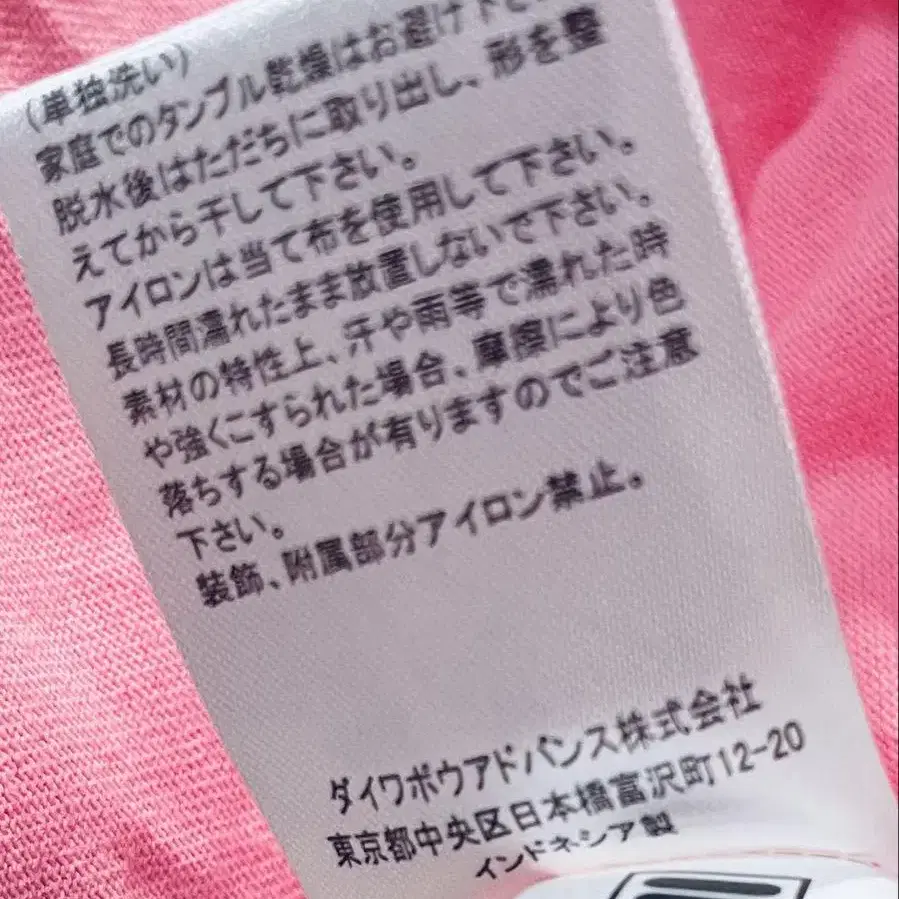 (単独洗い)
家庭でのタンブル乾燥はお避け下さい
脱水後はただちに取り出し、形を整
えてから干して下さい。
アイロンは当て布を使用して下さい。
長時間濡れたまま放置しないで下さい。
素材の特性上、汗や雨等で濡れた時
や強くこすられた場合、摩擦により色
落ちする場合が有りますのでご注意
下さい。
装飾、附属部分アイロン禁止。
ダイワボウアドバンス株式会社
東京都中央区日本橋富沢町12-20
インドネシア製